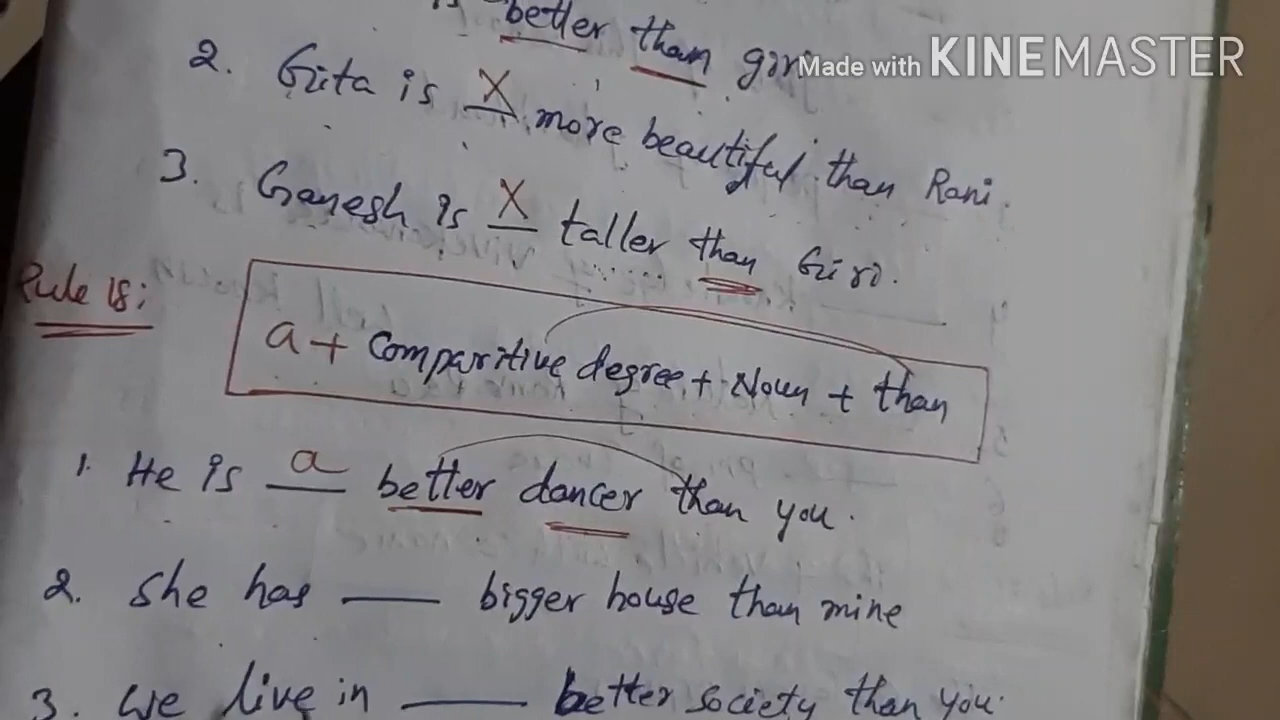 better than giri
Made with KINEMASTER
2. Gita is X more beautiful than Rani.
3. Ganesh is X taller than Giri.
Rule is:
a + Comparitive degree + Noun + than
1. He is a better dancer than you.
2. She has ___ bigger house than mine
3. We live in ___ better society than you.